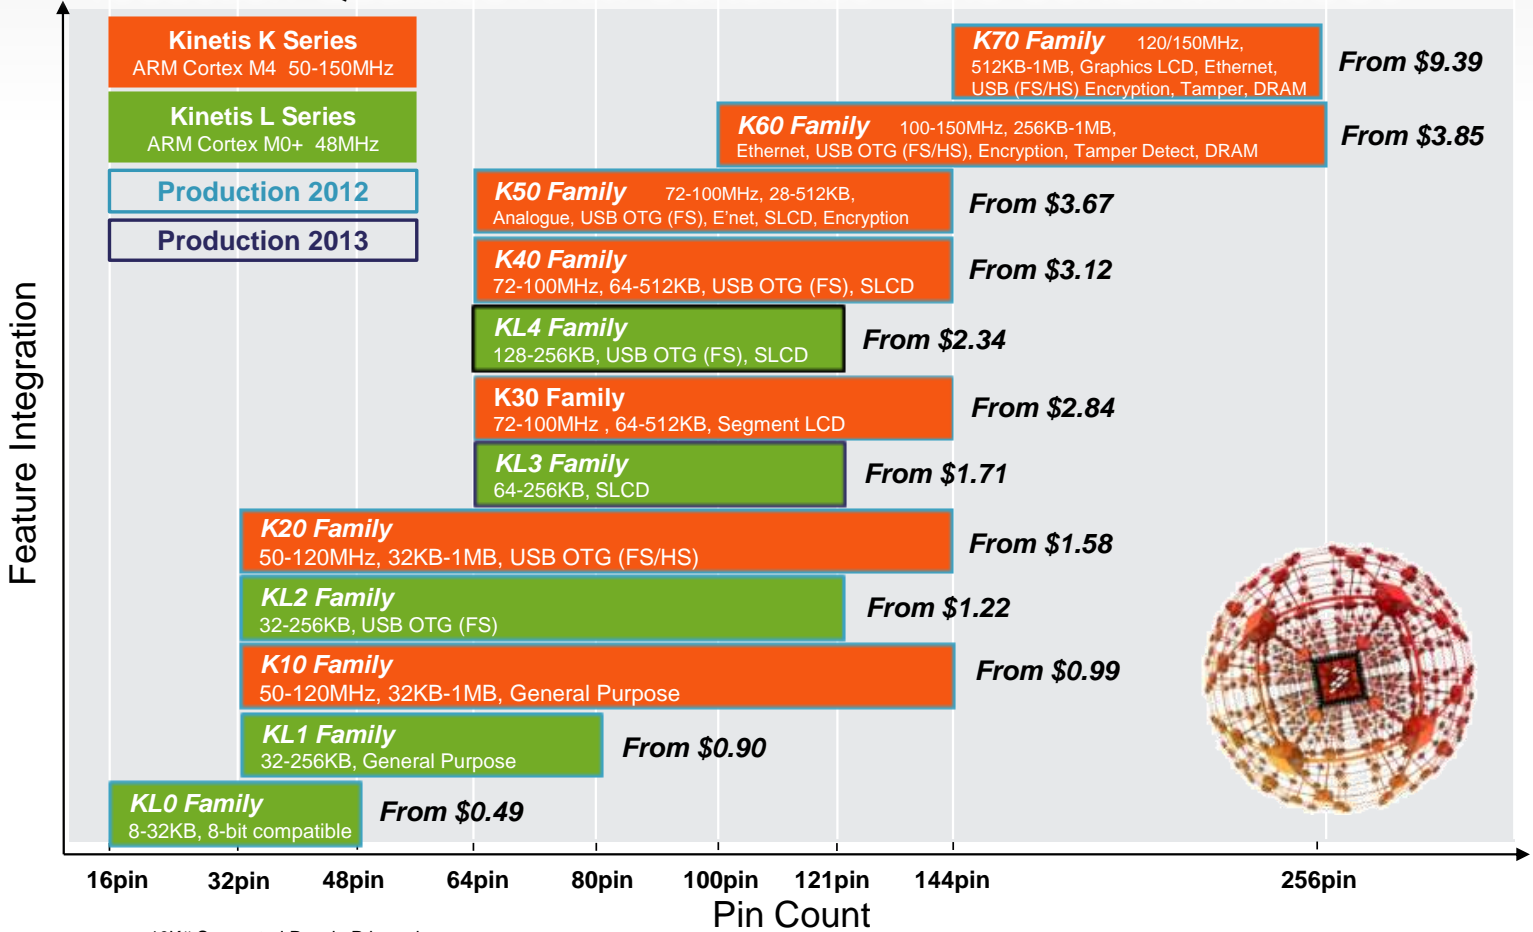 Kinetis K Series
ARM Cortex M4 50-150MHz
Kinetis L Series
ARM Cortex M0+ 48MHz
Production 2012
Production 2013
K70 Family 120/150MHz,
512KB-1MB, Graphics LCD, Ethernet,
USB (FS/HS) Encryption, Tamper, DRAM
From $9.39
K60 Family 100-150MHz, 256KB-1MB,
Ethernet, USB OTG (FS/HS), Encryption, Tamper Detect, DRAM
From $3.85
K50 Family 72-100MHz, 28-512KB,
Analogue, USB OTG (FS), E'net, SLCD, Encryption
From $3.67
K40 Family
72-100MHz, 64-512KB, USB OTG (FS), SLCD
From $3.12
KL4 Family
128-256KB, USB OTG (FS), SLCD
From $2.34
K30 Family
72-100MHz , 64-512KB, Segment LCD
From $2.84
KL3 Family
64-256KB, SLCD
From $1.71
K20 Family
50-120MHz, 32KB-1MB, USB OTG (FS/HS)
From $1.58
KL2 Family
32-256KB, USB OTG (FS)
From $1.22
K10 Family
50-120MHz, 32KB-1MB, General Purpose
From $0.99
KL1 Family
32-256KB, General Purpose
From $0.90
KL0 Family
8-32KB, 8-bit compatible
From $0.49
Feature Integration
16pin 32pin 48pin 64pin 80pin 100pin 121pin 144pin 256pin
Pin Count